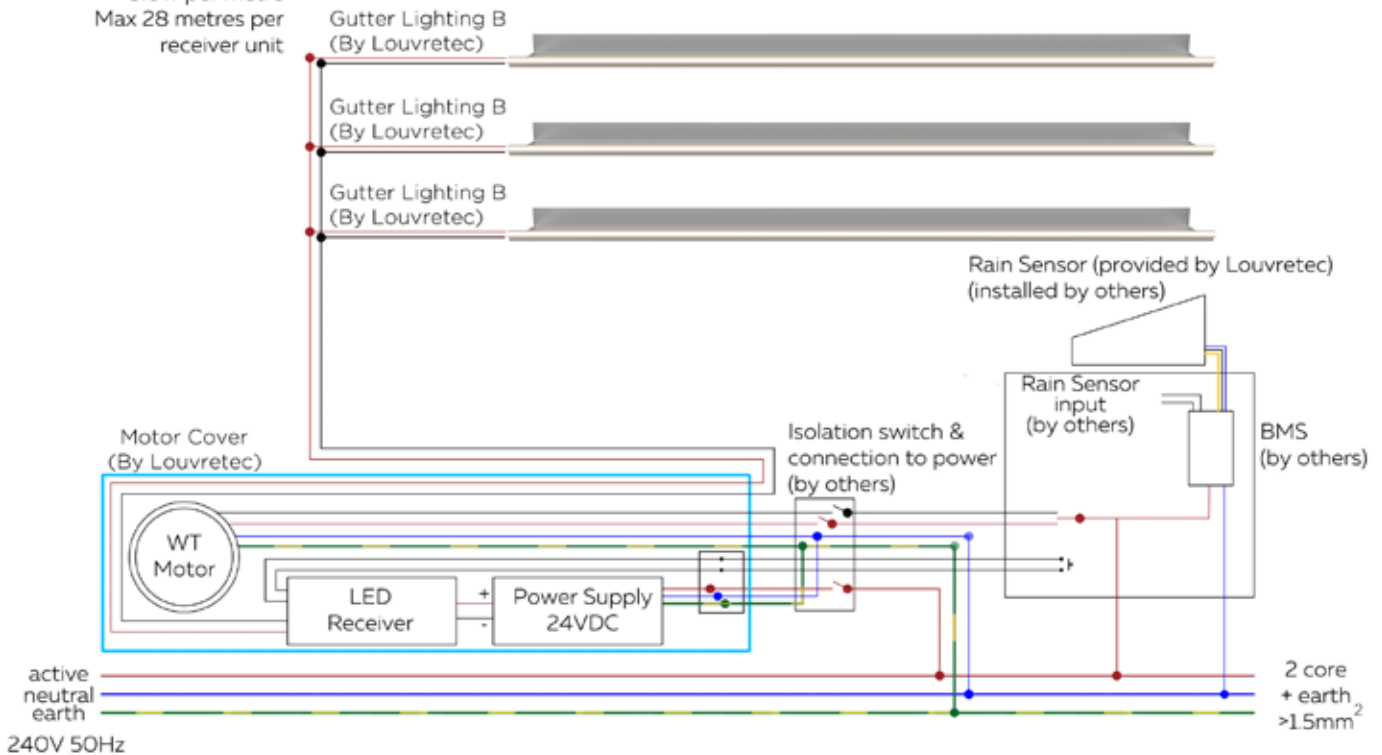 Max 28 metres per
receiver unit
Gutter Lighting B
(By Louvretec)
Gutter Lighting B
(By Louvretec)
Gutter Lighting B
(By Louvretec)
Rain Sensor (provided by Louvretec)
(installed by others)
Rain Sensor
input
(by others)
BMS
(by others)
Isolation switch &
connection to power
(by others)
Motor Cover
(By Louvretec)
WT
Motor
LED
Receiver
+
-
Power Supply
24VDC
active
neutral
earth
2 core
+ earth
>1.5mm²
240V 50Hz